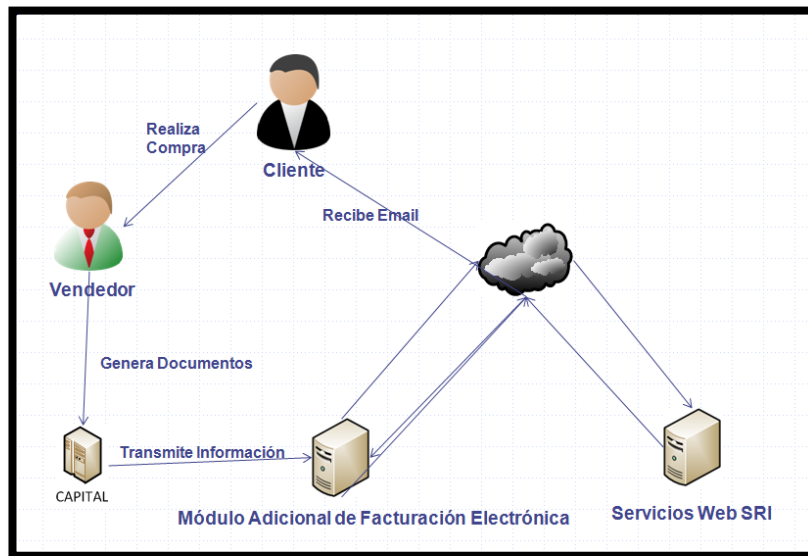 Realiza
Compra
Cliente
Recibe Email
Vendedor
Genera Documentos
Transmite Información
CAPITAL
Módulo Adicional de Facturación Electrónica
Servicios Web SRI